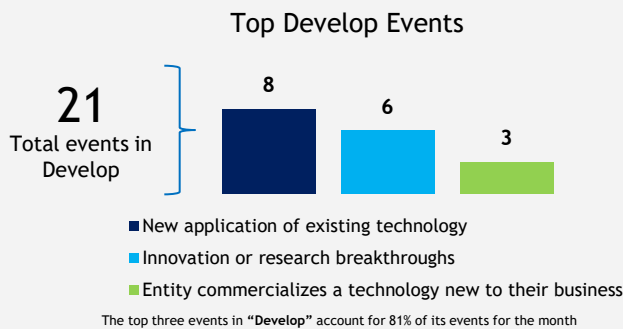 Top Develop Events
21
Total events in
Develop
8
6
3
New application of existing technology
Innovation or research breakthroughs
Entity commercializes a technology new to their business
The top three events in “Develop” account for 81% of its events for the month